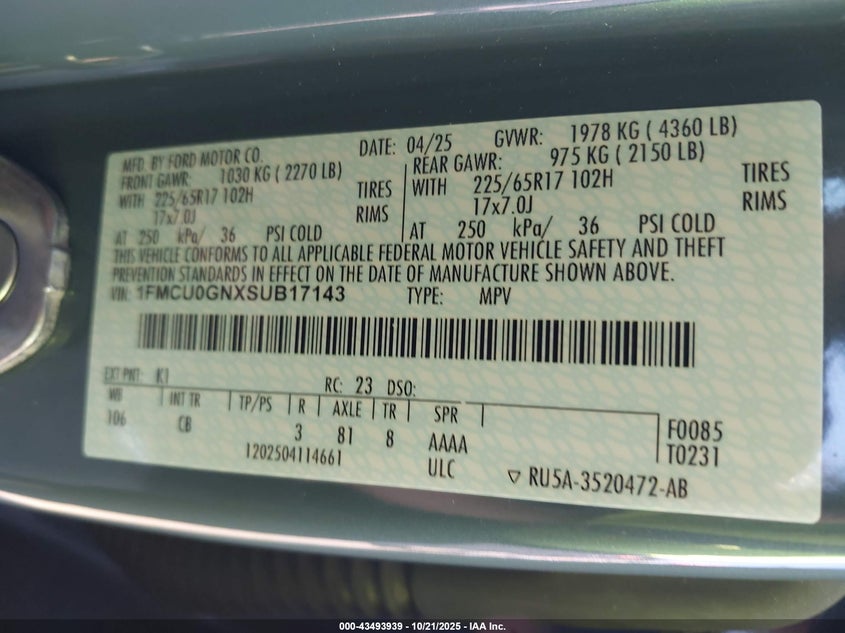 MFD. BY FORD MOTOR CO. DATE: 04/25 GVWR: 1978 KG ( 4360 LB)
FRONT GAWR: 1030 KG ( 2270 LB) REAR GAWR: 975 KG ( 2150 LB)
WITH 225/65R17 102H TIRES WITH 225/65R17 102H TIRES
17x7.0J RIMS 17x7.0J RIMS
AT 250 kPa/ 36 PSI COLD AT 250 kPa/ 36 PSI COLD
THIS VEHICLE CONFORMS TO ALL APPLICABLE FEDERAL MOTOR VEHICLE SAFETY AND THEFT
PREVENTION STANDARDS IN EFFECT ON THE DATE OF MANUFACTURE SHOWN ABOVE.
VIN: 1FMCU0GNXSUB17143 TYPE: MPV
EXT PNT: K1 RC: 23 DSO:
WB INT TR TP/PS R AXLE TR SPR
106 CB 3 81 8 AAAA F0085
1202504114661 ULC T0231
▽ RU5A-3520472-AB
000-43493939 - 10/21/2025 - IAA Inc.